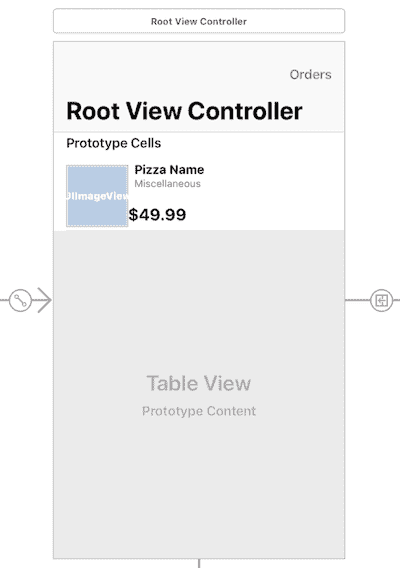 Root View Controller
Orders
Root View Controller
Prototype Cells
Pizza Name
Miscellaneous
UIImageView
$49.99
Table View
Prototype Content